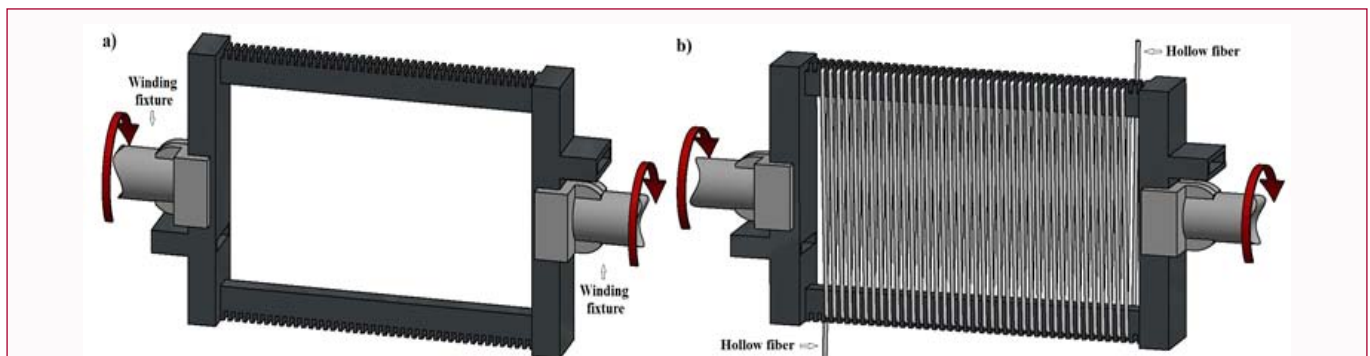 a)
Winding
fixture
Winding
fixture
b)
Hollow fiber
Hollow fiber